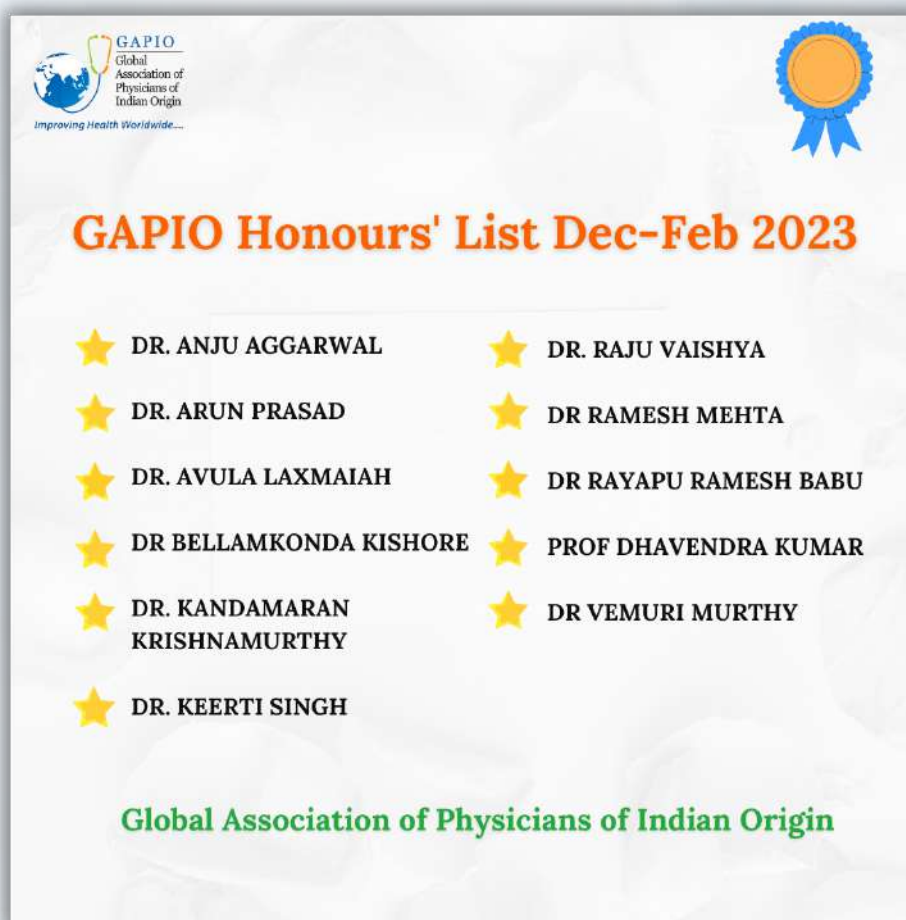 GAPIO
Global
Association of
Physicians of
Indian Origin
Improving Health Worldwide....
GAPIO Honours' List Dec-Feb 2023
DR. ANJU AGGARWAL
DR. ARUN PRASAD
DR. AVULA LAXMAIAH
DR BELLAMKONDA KISHORE
DR. KANDAMARAN
KRISHNAMURTHY
DR. KEERTI SINGH
DR. RAJU VAISHYA
DR RAMESH MEHTA
DR RAYAPU RAMESH BABU
PROF DHAVENDRA KUMAR
DR VEMURI MURTHY
Global Association of Physicians of Indian Origin